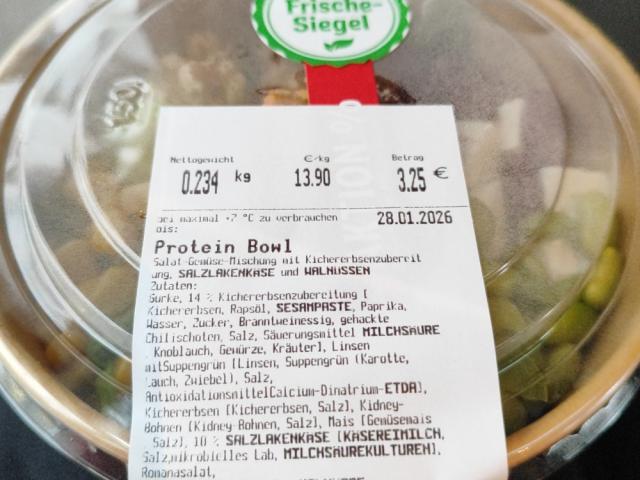 Frische-
Siegel
AKTION %
Nettogewicht €/kg Betrag
0.234 kg 13.90 3.25 €
bei maximal +7 °C zu verbrauchen 28.01.2026
bis:
Protein Bowl
Salat-Gemüse-Mischung mit Kichererbsenzubereit
ung, SALZLAKENKÄSE und WALNÜSSEN
Zutaten:
Gurke, 14 % Kichererbsenzubereitung [
Kichererbsen, Rapsöl, SESAMPASTE, Paprika,
Wasser, Zucker, Branntweinessig, gehackte
Chilischoten, Salz, Säuerungsmittel MILCHSÄURE
, Knoblauch, Gewürze, Kräuter], Linsen
mitSuppengrün [Linsen, Suppengrün (Karotte,
Lauch, Zwiebel), Salz,
AntioxidationsmittelCalcium-Dinatrium-EDTA],
Kichererbsen [Kichererbsen, Salz], Kidney-
Bohnen [Kidney-Bohnen, Salz], Mais [Gemüsemais
, Salz], 10 % SALZLAKENKÄSE [KÄSEREIMILCH,
Salz,mikrobielles Lab, MILCHSÄUREKULTUREN],
Romanasalat,